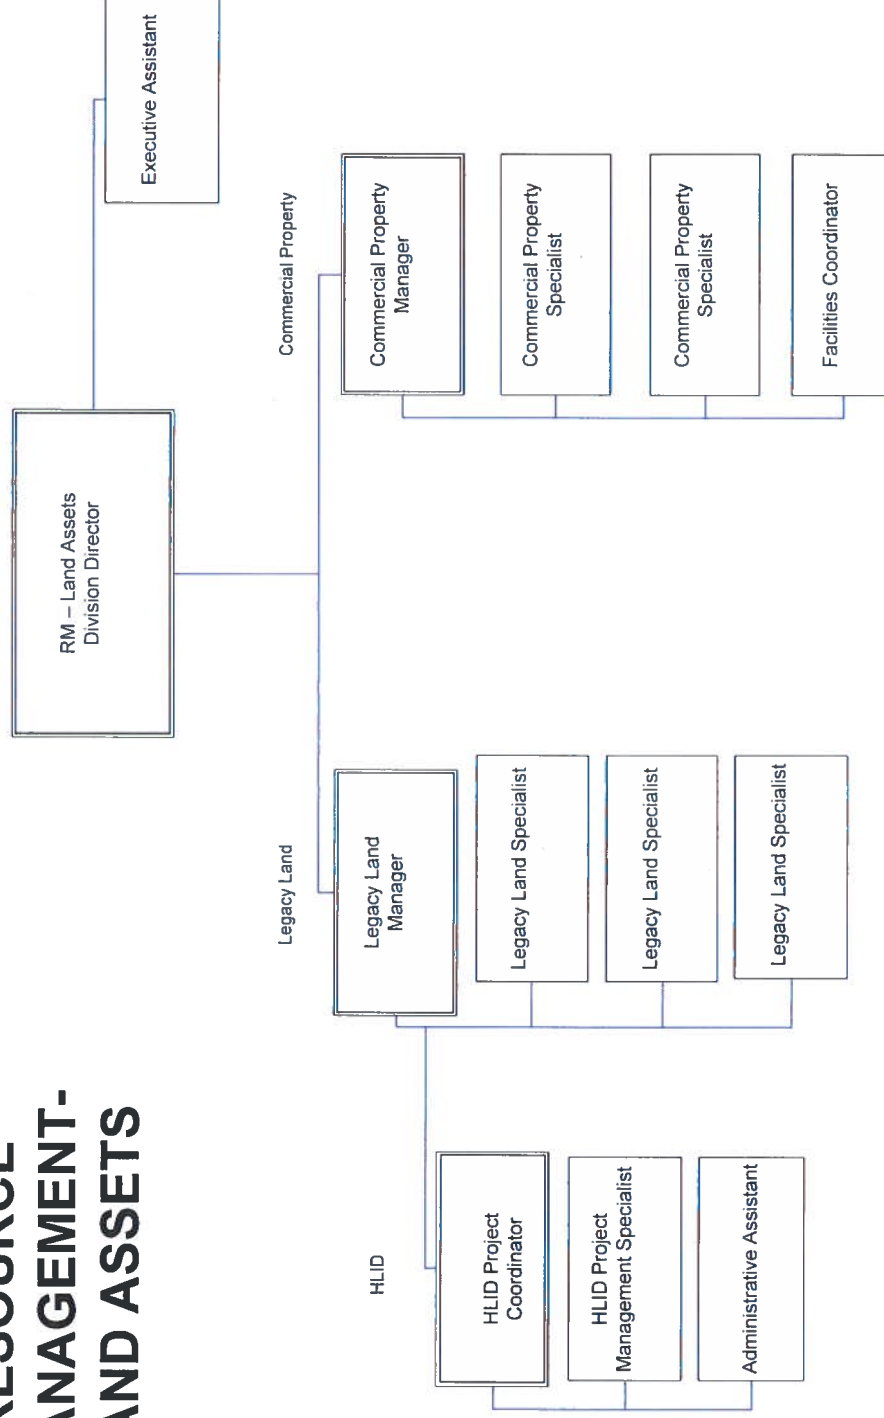 RESOURCE
ANAGEMENT-
AND ASSETS
RM – Land Assets
Division Director
Executive Assistant
HLID
Legacy Land
Commercial Property
HLID Project
Coordinator
HLID Project
Management Specialist
Administrative Assistant
Legacy Land
Manager
Legacy Land Specialist
Legacy Land Specialist
Legacy Land Specialist
Commercial Property
Manager
Commercial Property
Specialist
Commercial Property
Specialist
Facilities Coordinator